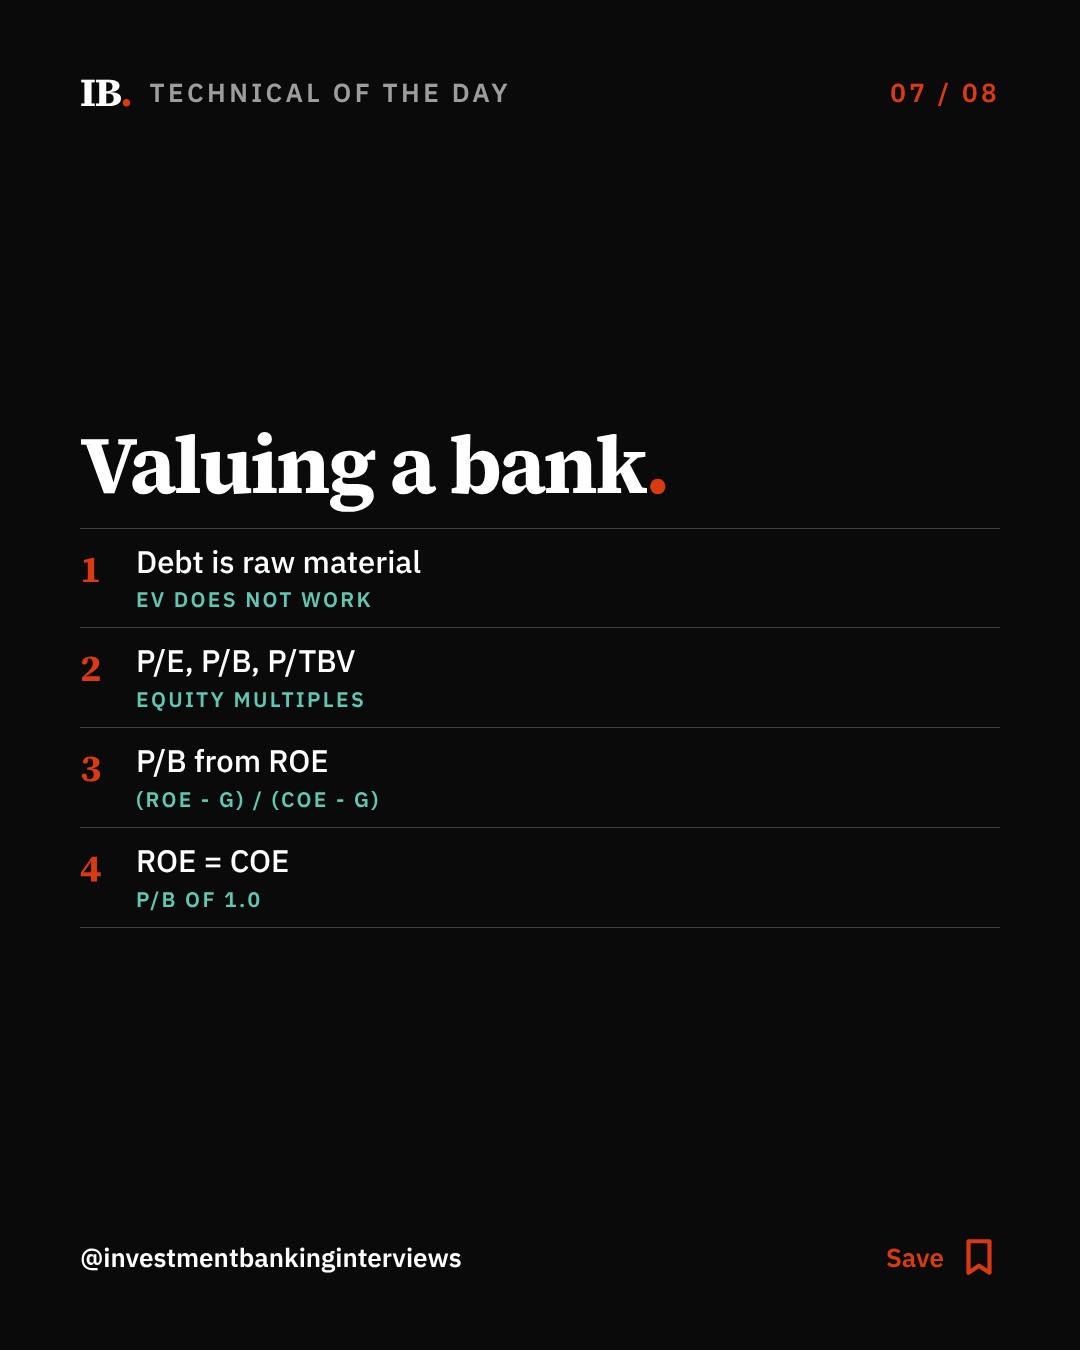 IB. TECHNICAL OF THE DAY
07 / 08
Valuing a bank.
1 Debt is raw material
EV DOES NOT WORK
2 P/E, P/B, P/TBV
EQUITY MULTIPLES
3 P/B from ROE
(ROE - G) / (COE - G)
4 ROE = COE
P/B OF 1.0
@investmentbankinginterviews
Save